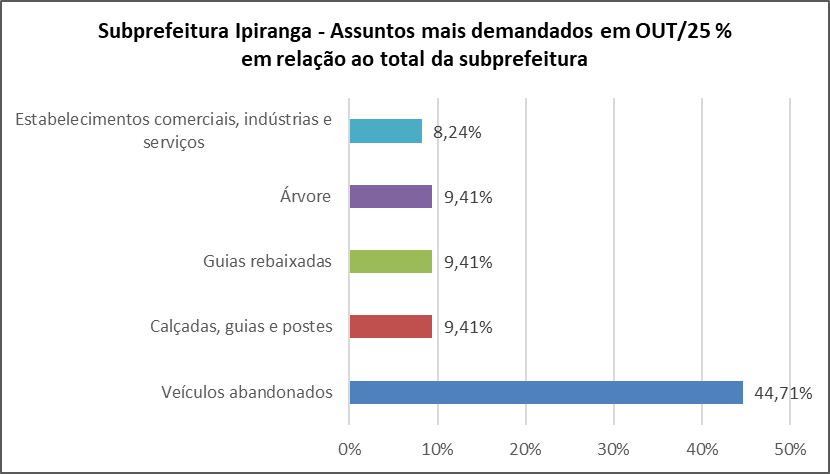 Subprefeitura Ipiranga - Assuntos mais demandados em OUT/25 %
em relação ao total da subprefeitura
Estabelecimentos comerciais, indústrias e
serviços
8,24%
Árvore
9,41%
Guias rebaixadas
9,41%
Calçadas, guias e postes
9,41%
Veículos abandonados
44,71%
0%
10%
20%
30%
40%
50%